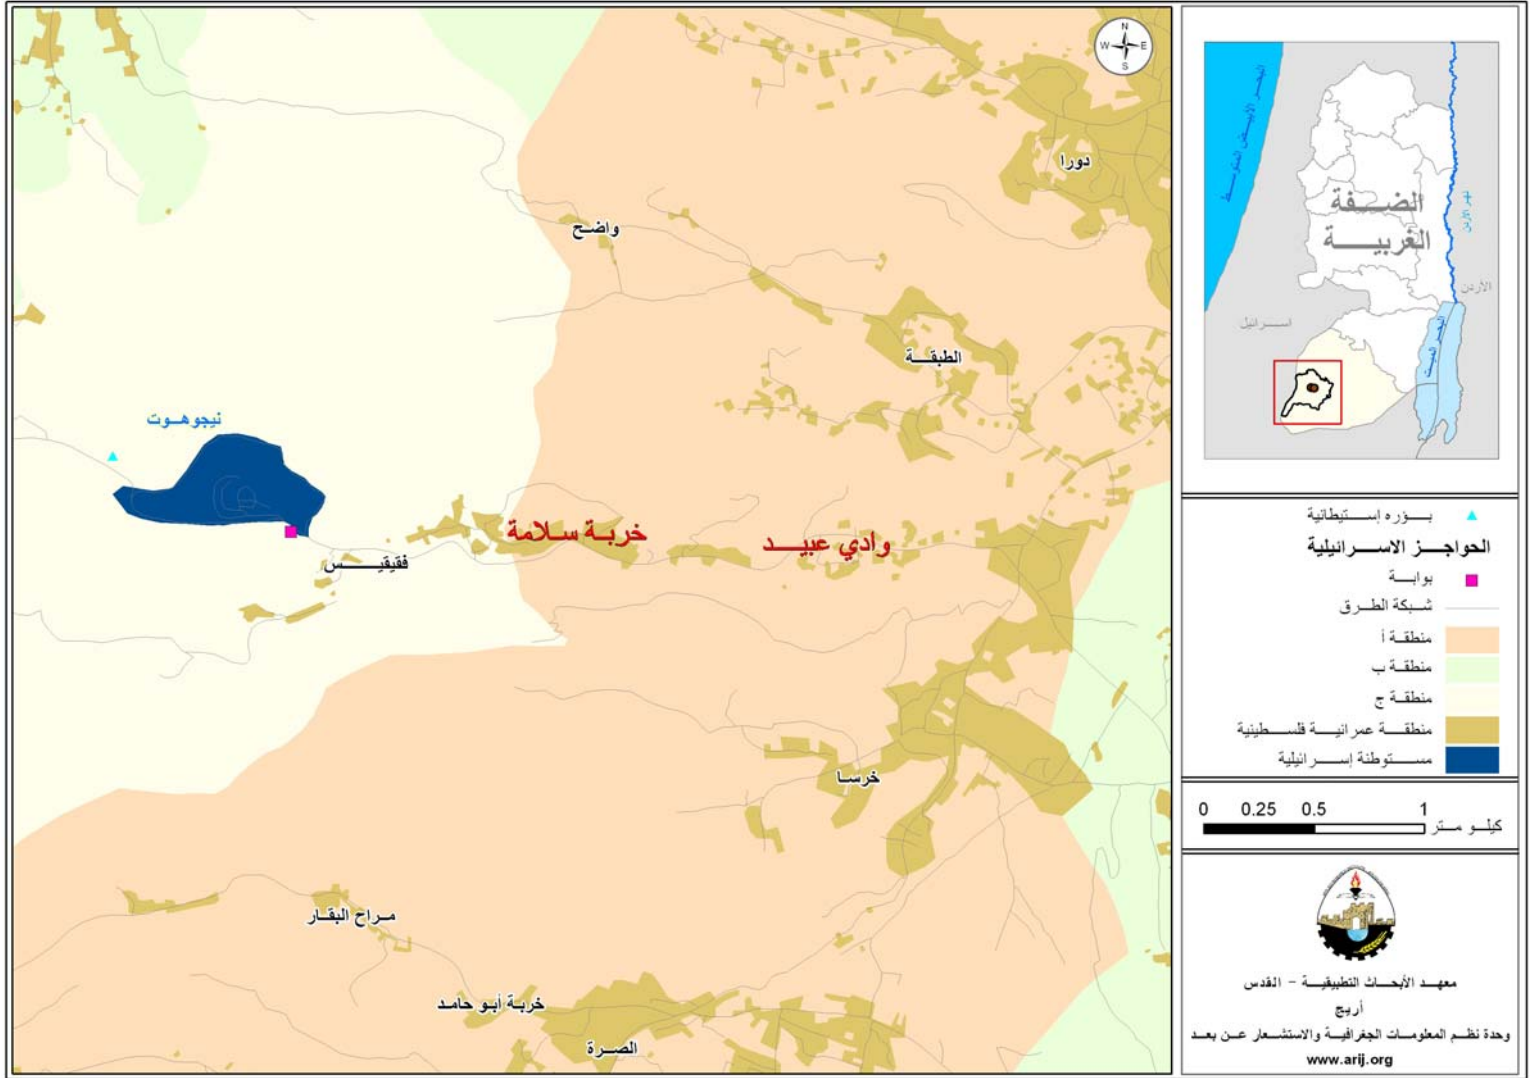 N
W E
S
دورا
واضح
الطبقة
نيجوهوت
خربة سلامة
وادي عبيد
فقيقيس
خرسا
مراح البقار
خربة أبو حامد
الصرة
البحر الابيض المتوسط
الضفة
الغربية
نهر الاردن
الاردن
اسرائيل
البحر الميت
بؤره إستيطانية
الحواجز الاسرائيلية
بوابة
شبكة الطرق
منطقة أ
منطقة ب
منطقة ج
منطقة عمرانية فلسطينية
مستوطنة إسرائيلية
0 0.25 0.5 1
كيلو متر
معهد الأبحاث التطبيقية - القدس
أريج
وحدة نظم المعلومات الجغرافية والاستشعار عن بعد
www.arij.org